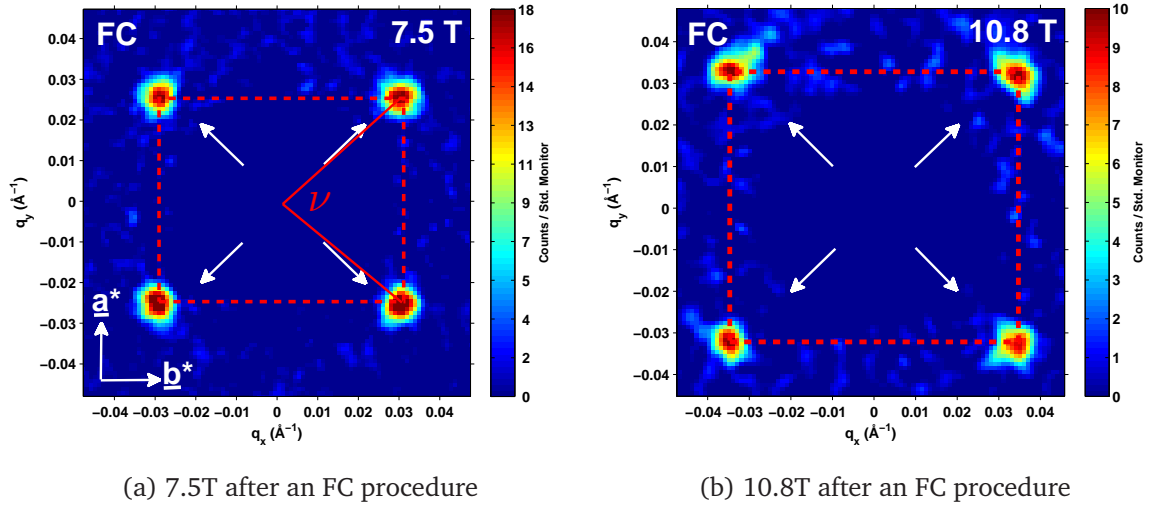 FC 7.5 T
0.04
0.03
0.02
0.01
0
−0.01
−0.02
−0.03
−0.04
q_y (Å⁻¹)
ν
a*
b*
−0.04 −0.03 −0.02 −0.01 0 0.01 0.02 0.03 0.04
q_x (Å⁻¹)
18
16
14
13
11
9
7
5
4
2
0
Counts / Std. Monitor
(a) 7.5T after an FC procedure
FC 10.8 T
0.04
0.03
0.02
0.01
0
−0.01
−0.02
−0.03
−0.04
q_y (Å⁻¹)
−0.04 −0.03 −0.02 −0.01 0 0.01 0.02 0.03 0.04
q_x (Å⁻¹)
10
9
8
7
6
5
4
3
2
1
0
Counts / Std. Monitor
(b) 10.8T after an FC procedure